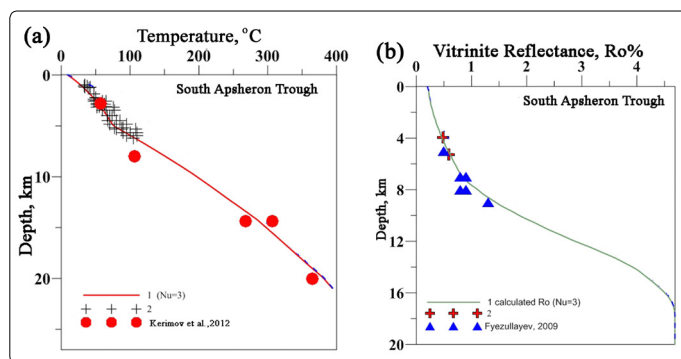 (a)
Temperature, °C
0 100 200 300 400
South Apsheron Trough
0
10
20
Depth, km
1 (Nu=3)
2
Kerimov et al.,2012
(b)
Vitrinite Reflectance, Ro%
0 1 2 3 4
South Apsheron Trough
0
4
8
12
16
20
Depth, km
1 calculated Ro (Nu=3)
2
Fyezullayev, 2009